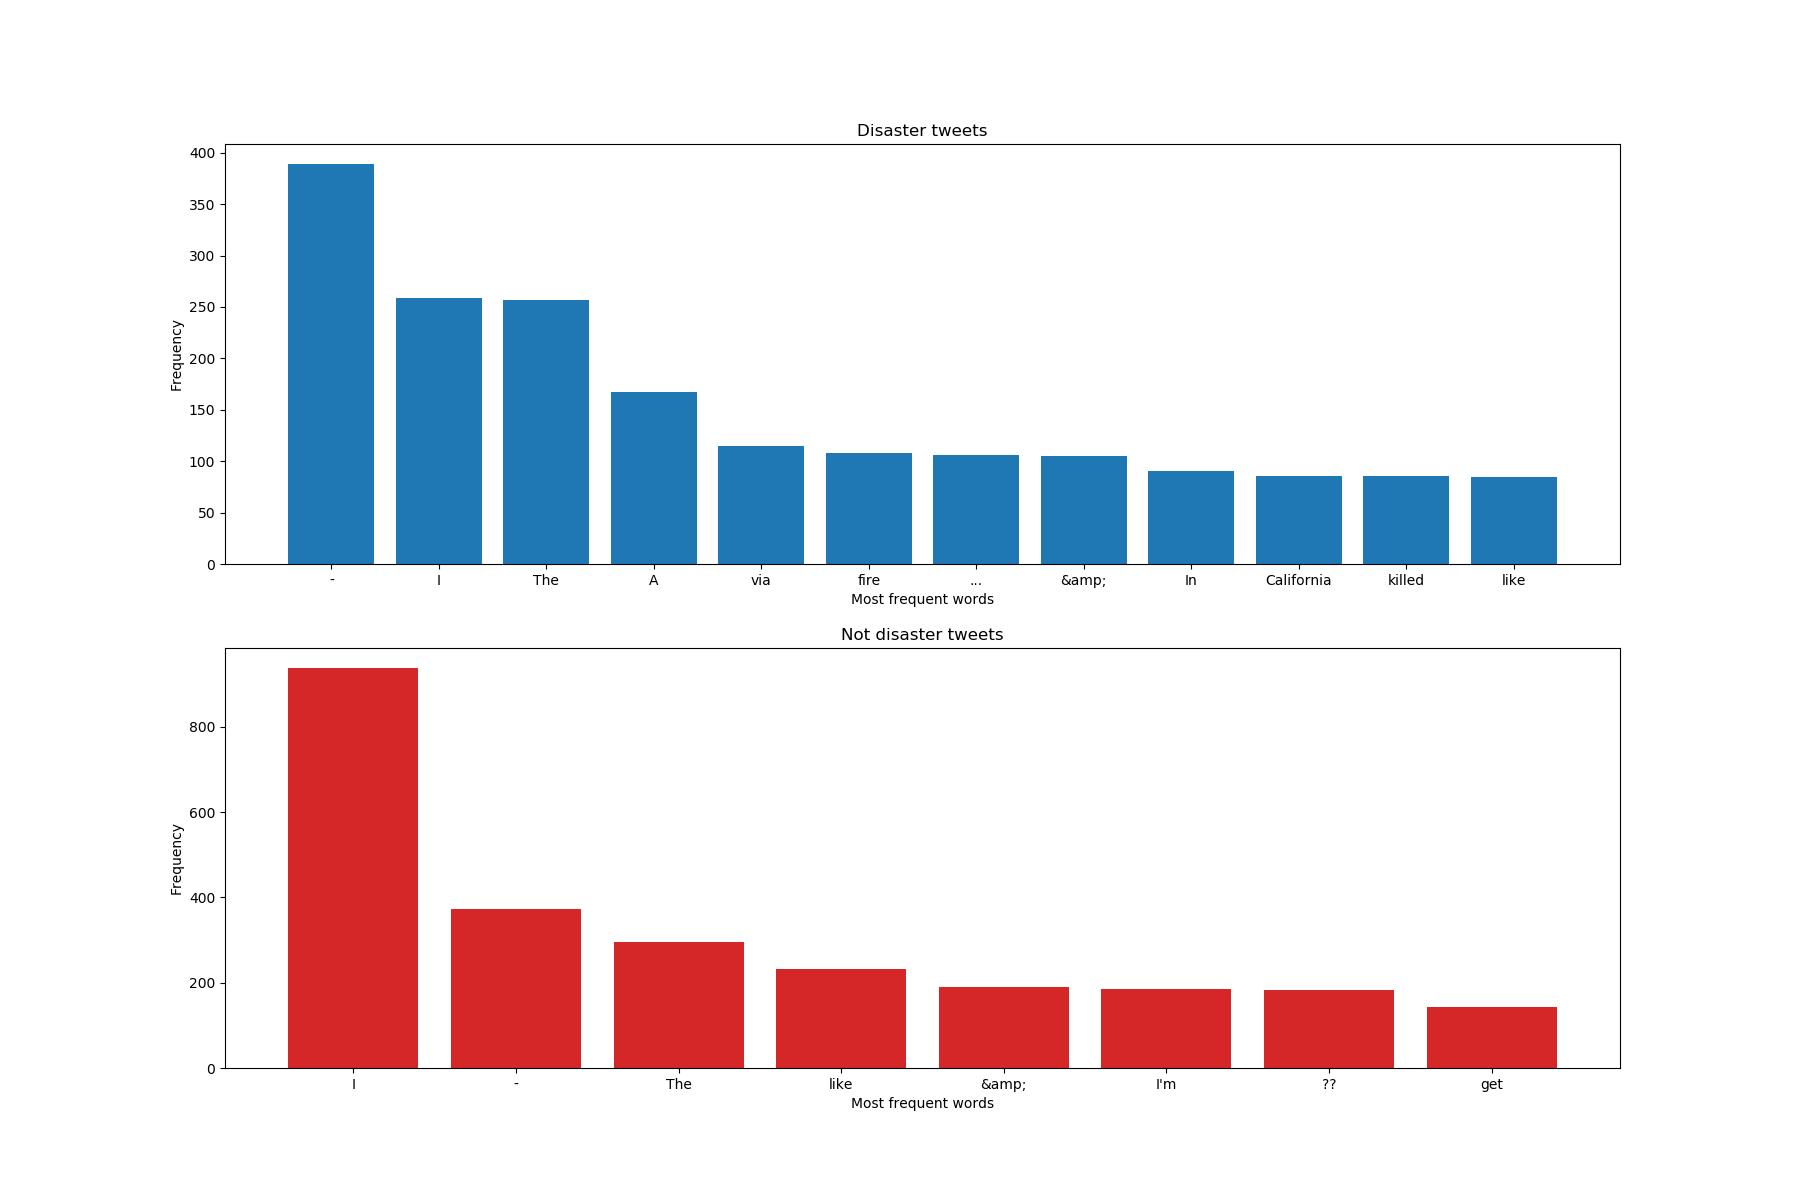 Disaster tweets
400
350
300
250
200
150
100
50
0
Frequency
- I The A via fire ... &amp; In California killed like
Most frequent words
Not disaster tweets
800
600
400
200
0
Frequency
I - The like &amp; I'm ?? get
Most frequent words